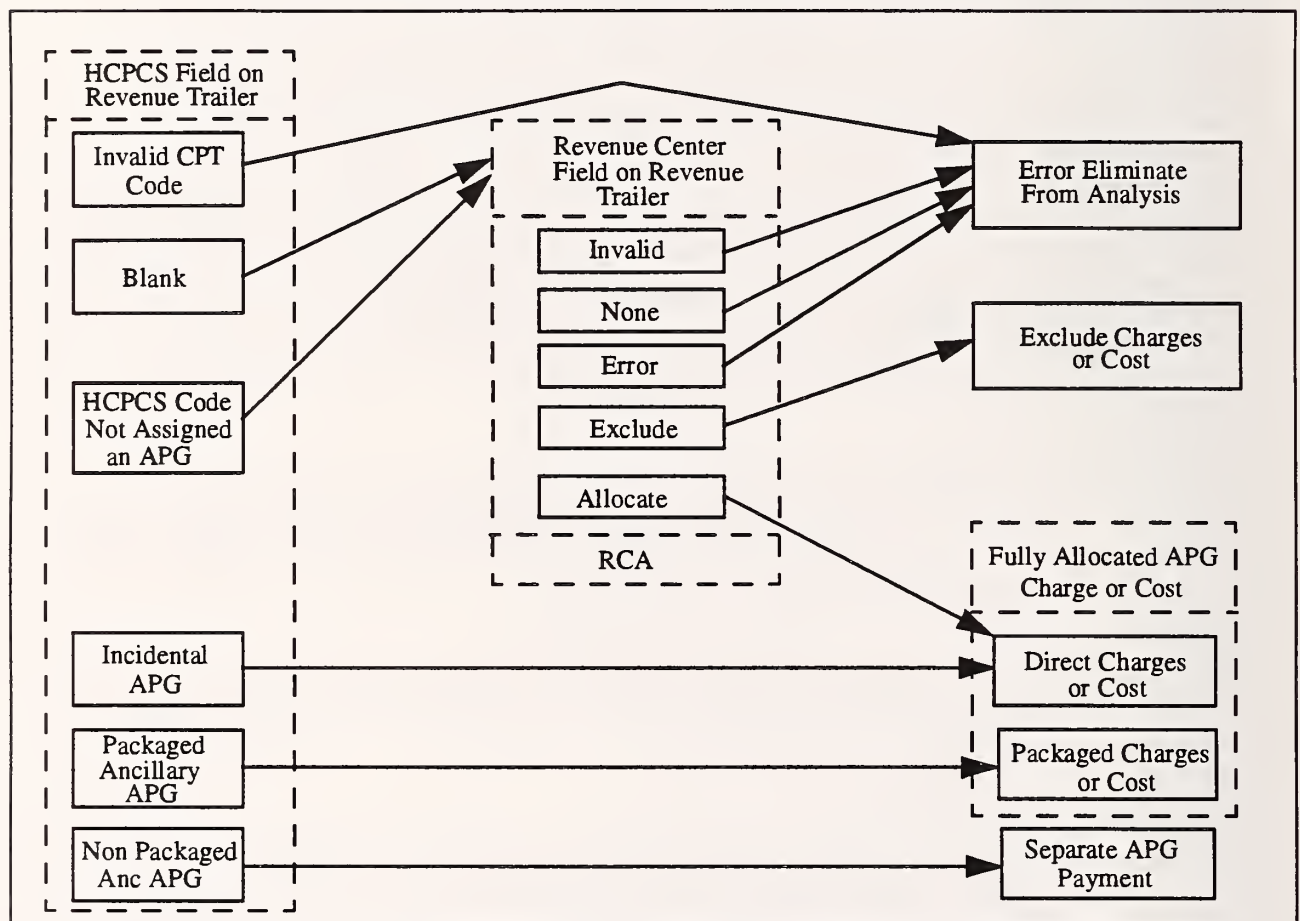 HCPCS Field on
Revenue Trailer
Invalid CPT
Code
Blank
HCPCS Code
Not Assigned
an APG
Incidental
APG
Packaged
Ancillary
APG
Non Packaged
Anc APG
Revenue Center
Field on Revenue
Trailer
Invalid
None
Error
Exclude
Allocate
RCA
Error Eliminate
From Analysis
Exclude Charges
or Cost
Fully Allocated APG
Charge or Cost
Direct Charges
or Cost
Packaged Charges
or Cost
Separate APG
Payment